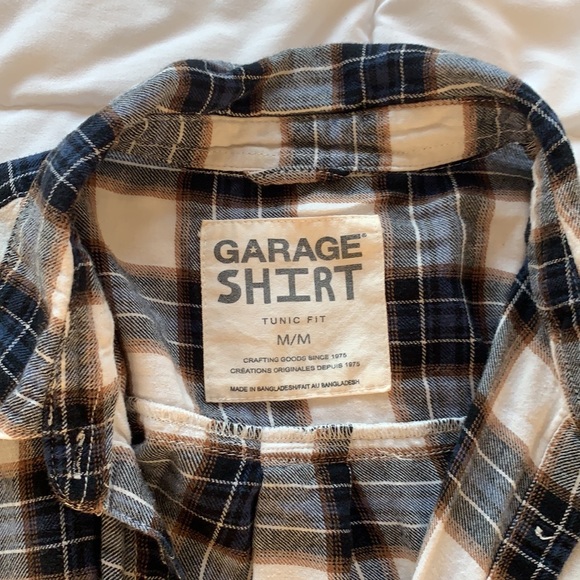 GARAGE®
SHIRT
TUNIC FIT
M/M
CRAFTING GOODS SINCE 1975
CRÉATIONS ORIGINALES DEPUIS 1975
MADE IN BANGLADESH/FAIT AU BANGLADESH